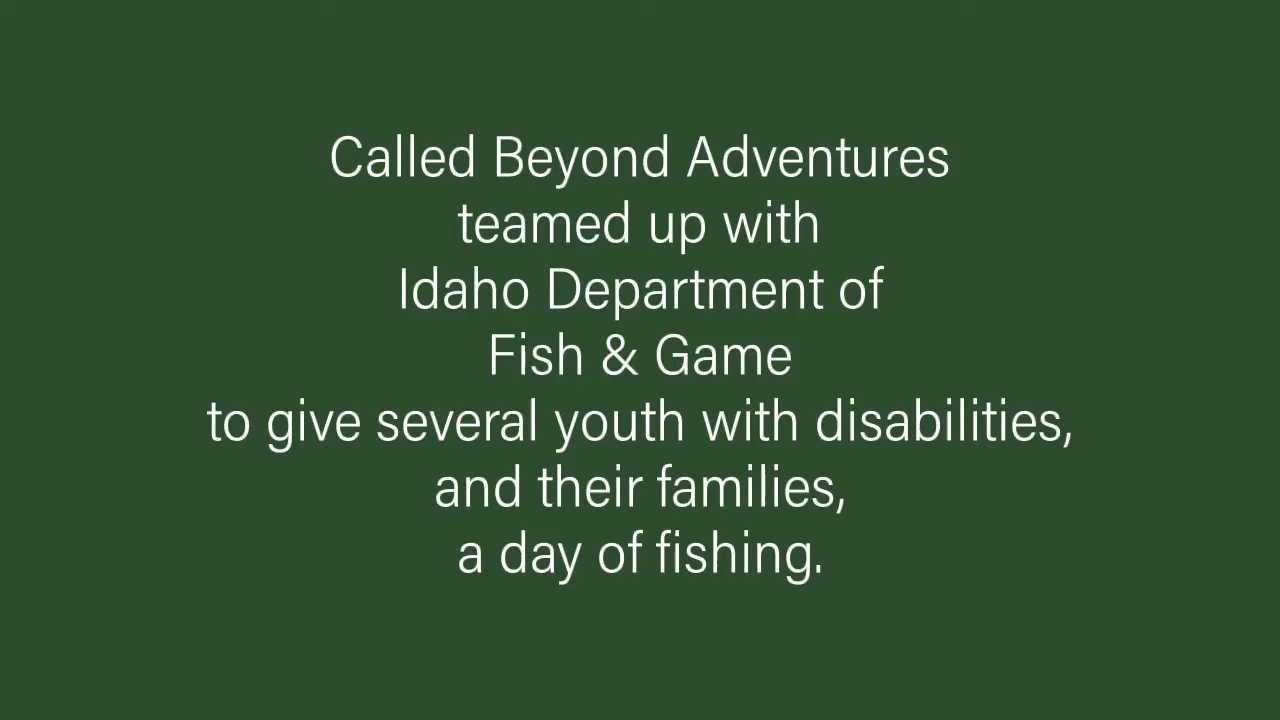 Called Beyond Adventures
teamed up with
Idaho Department of
Fish & Game
to give several youth with disabilities,
and their families,
a day of fishing.